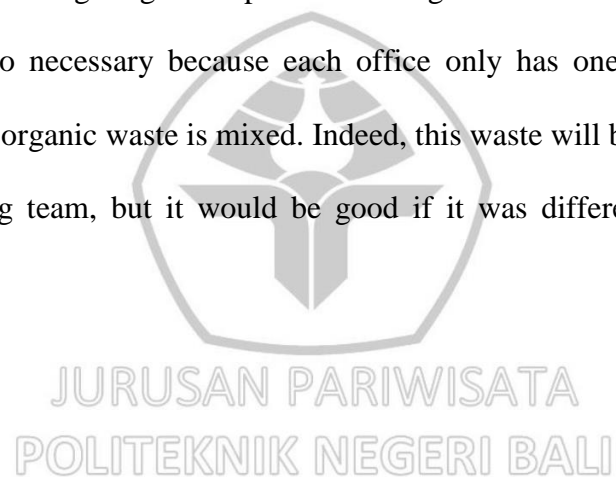 o necessary because each office only has one
organic waste is mixed. Indeed, this waste will b
g team, but it would be good if it was differe
JURUSAN PARIWISATA
POLITEKNIK NEGERI BALI